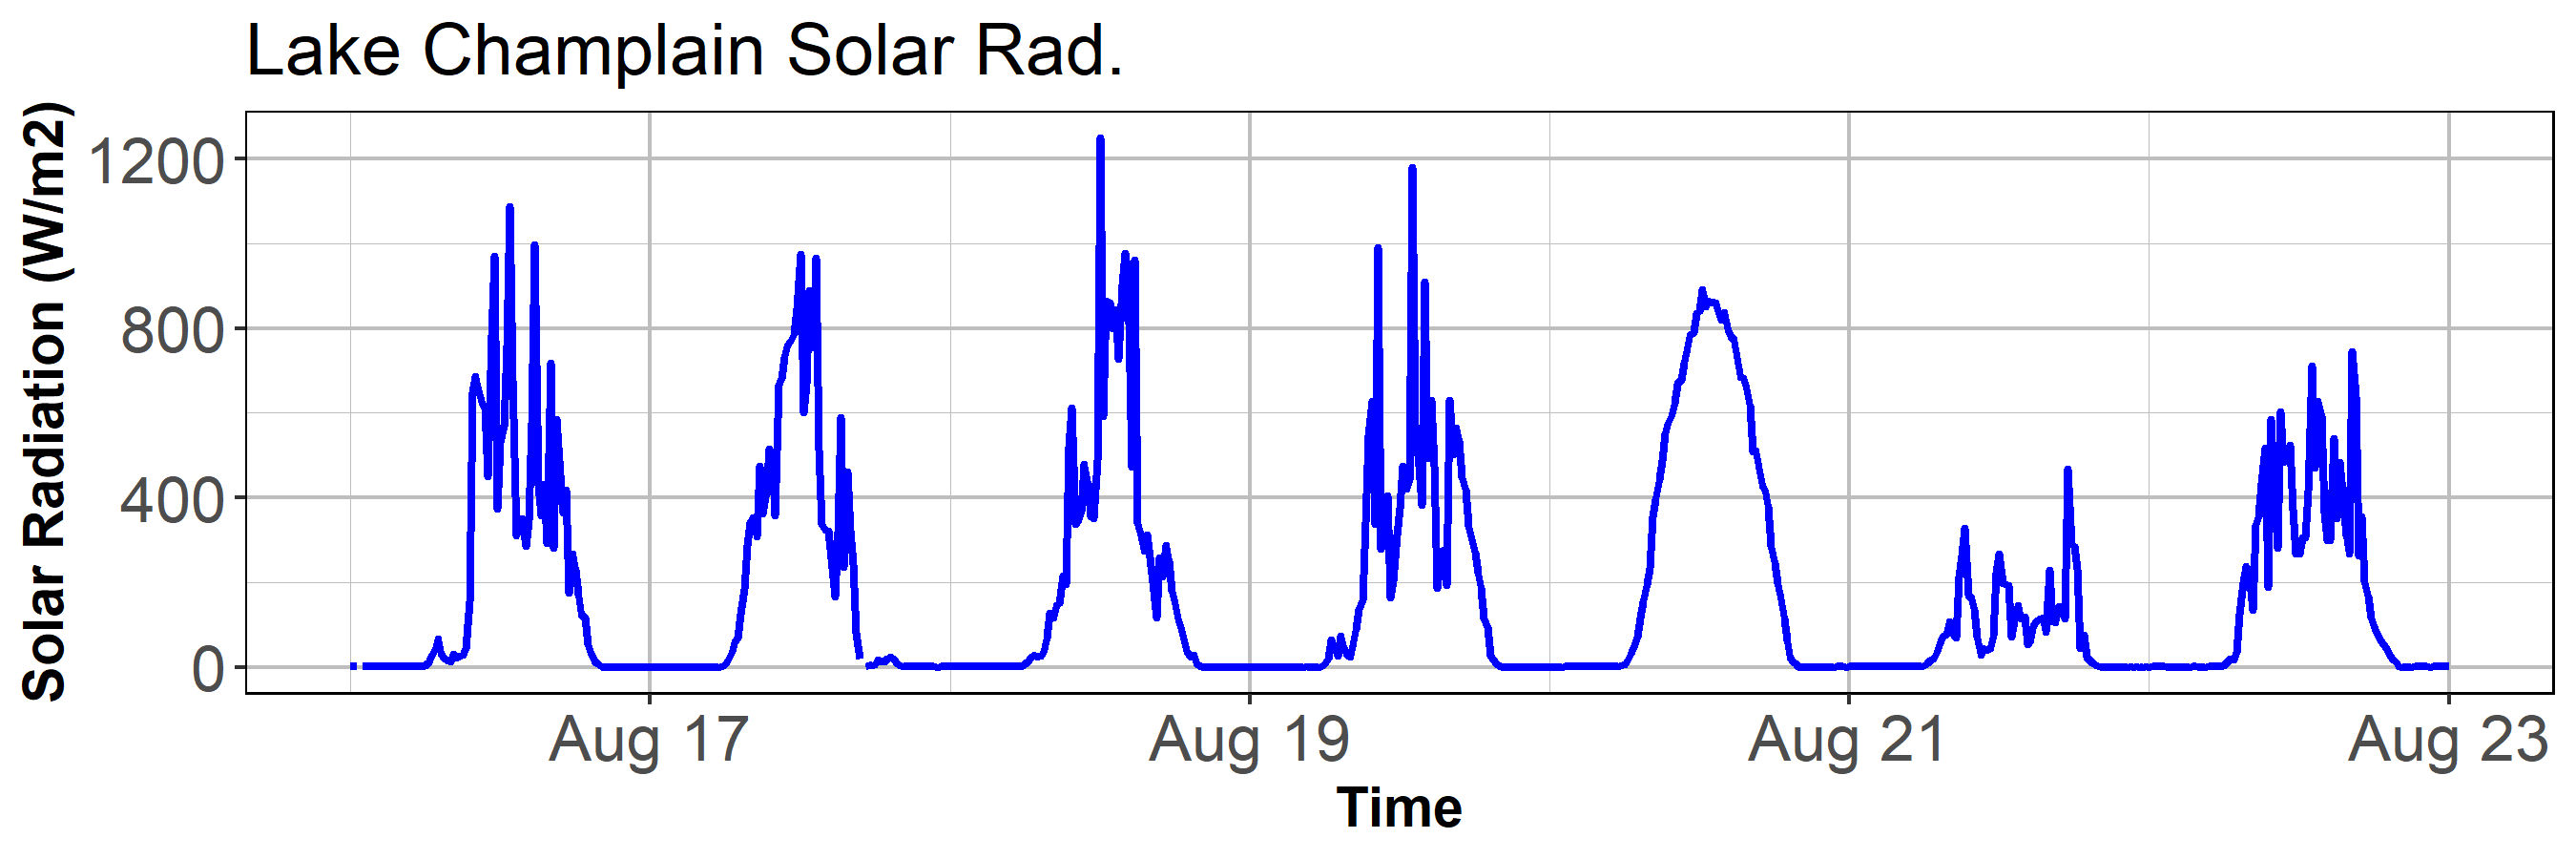 Lake Champlain Solar Rad.
Solar Radiation (W/m2)
1200
800
400
0
Aug 17
Aug 19
Aug 21
Aug 23
Time